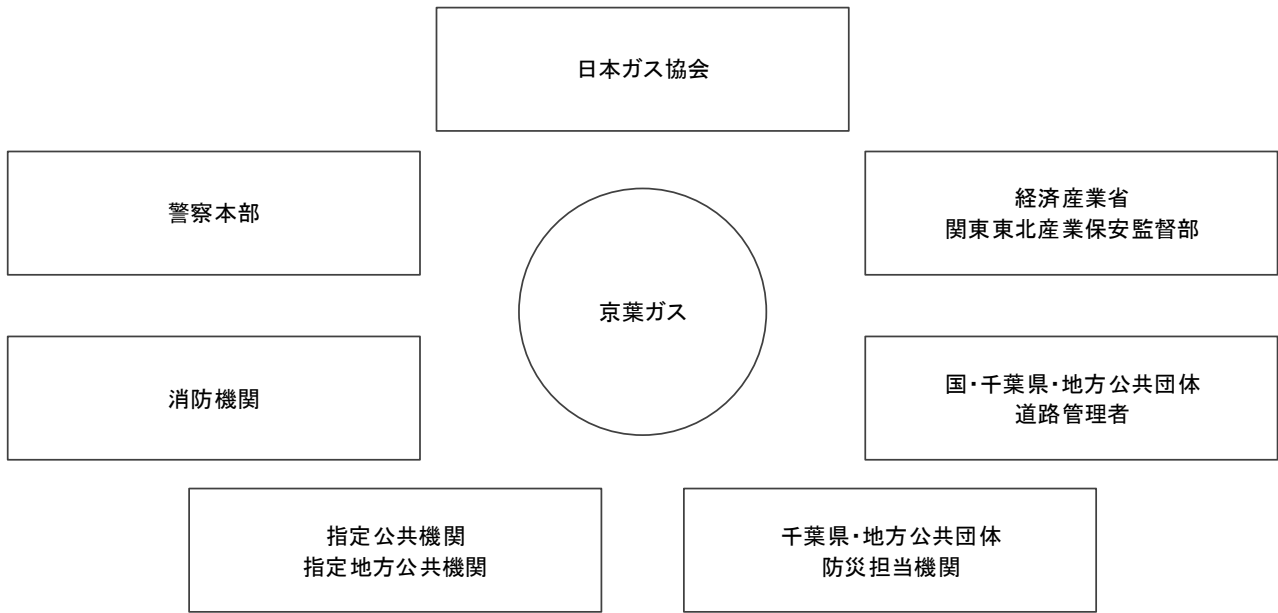 日本ガス協会
警察本部
経済産業省
関東東北産業保安監督部
京葉ガス
消防機関
国・千葉県・地方公共団体
道路管理者
指定公共機関
指定地方公共機関
千葉県・地方公共団体
防災担当機関